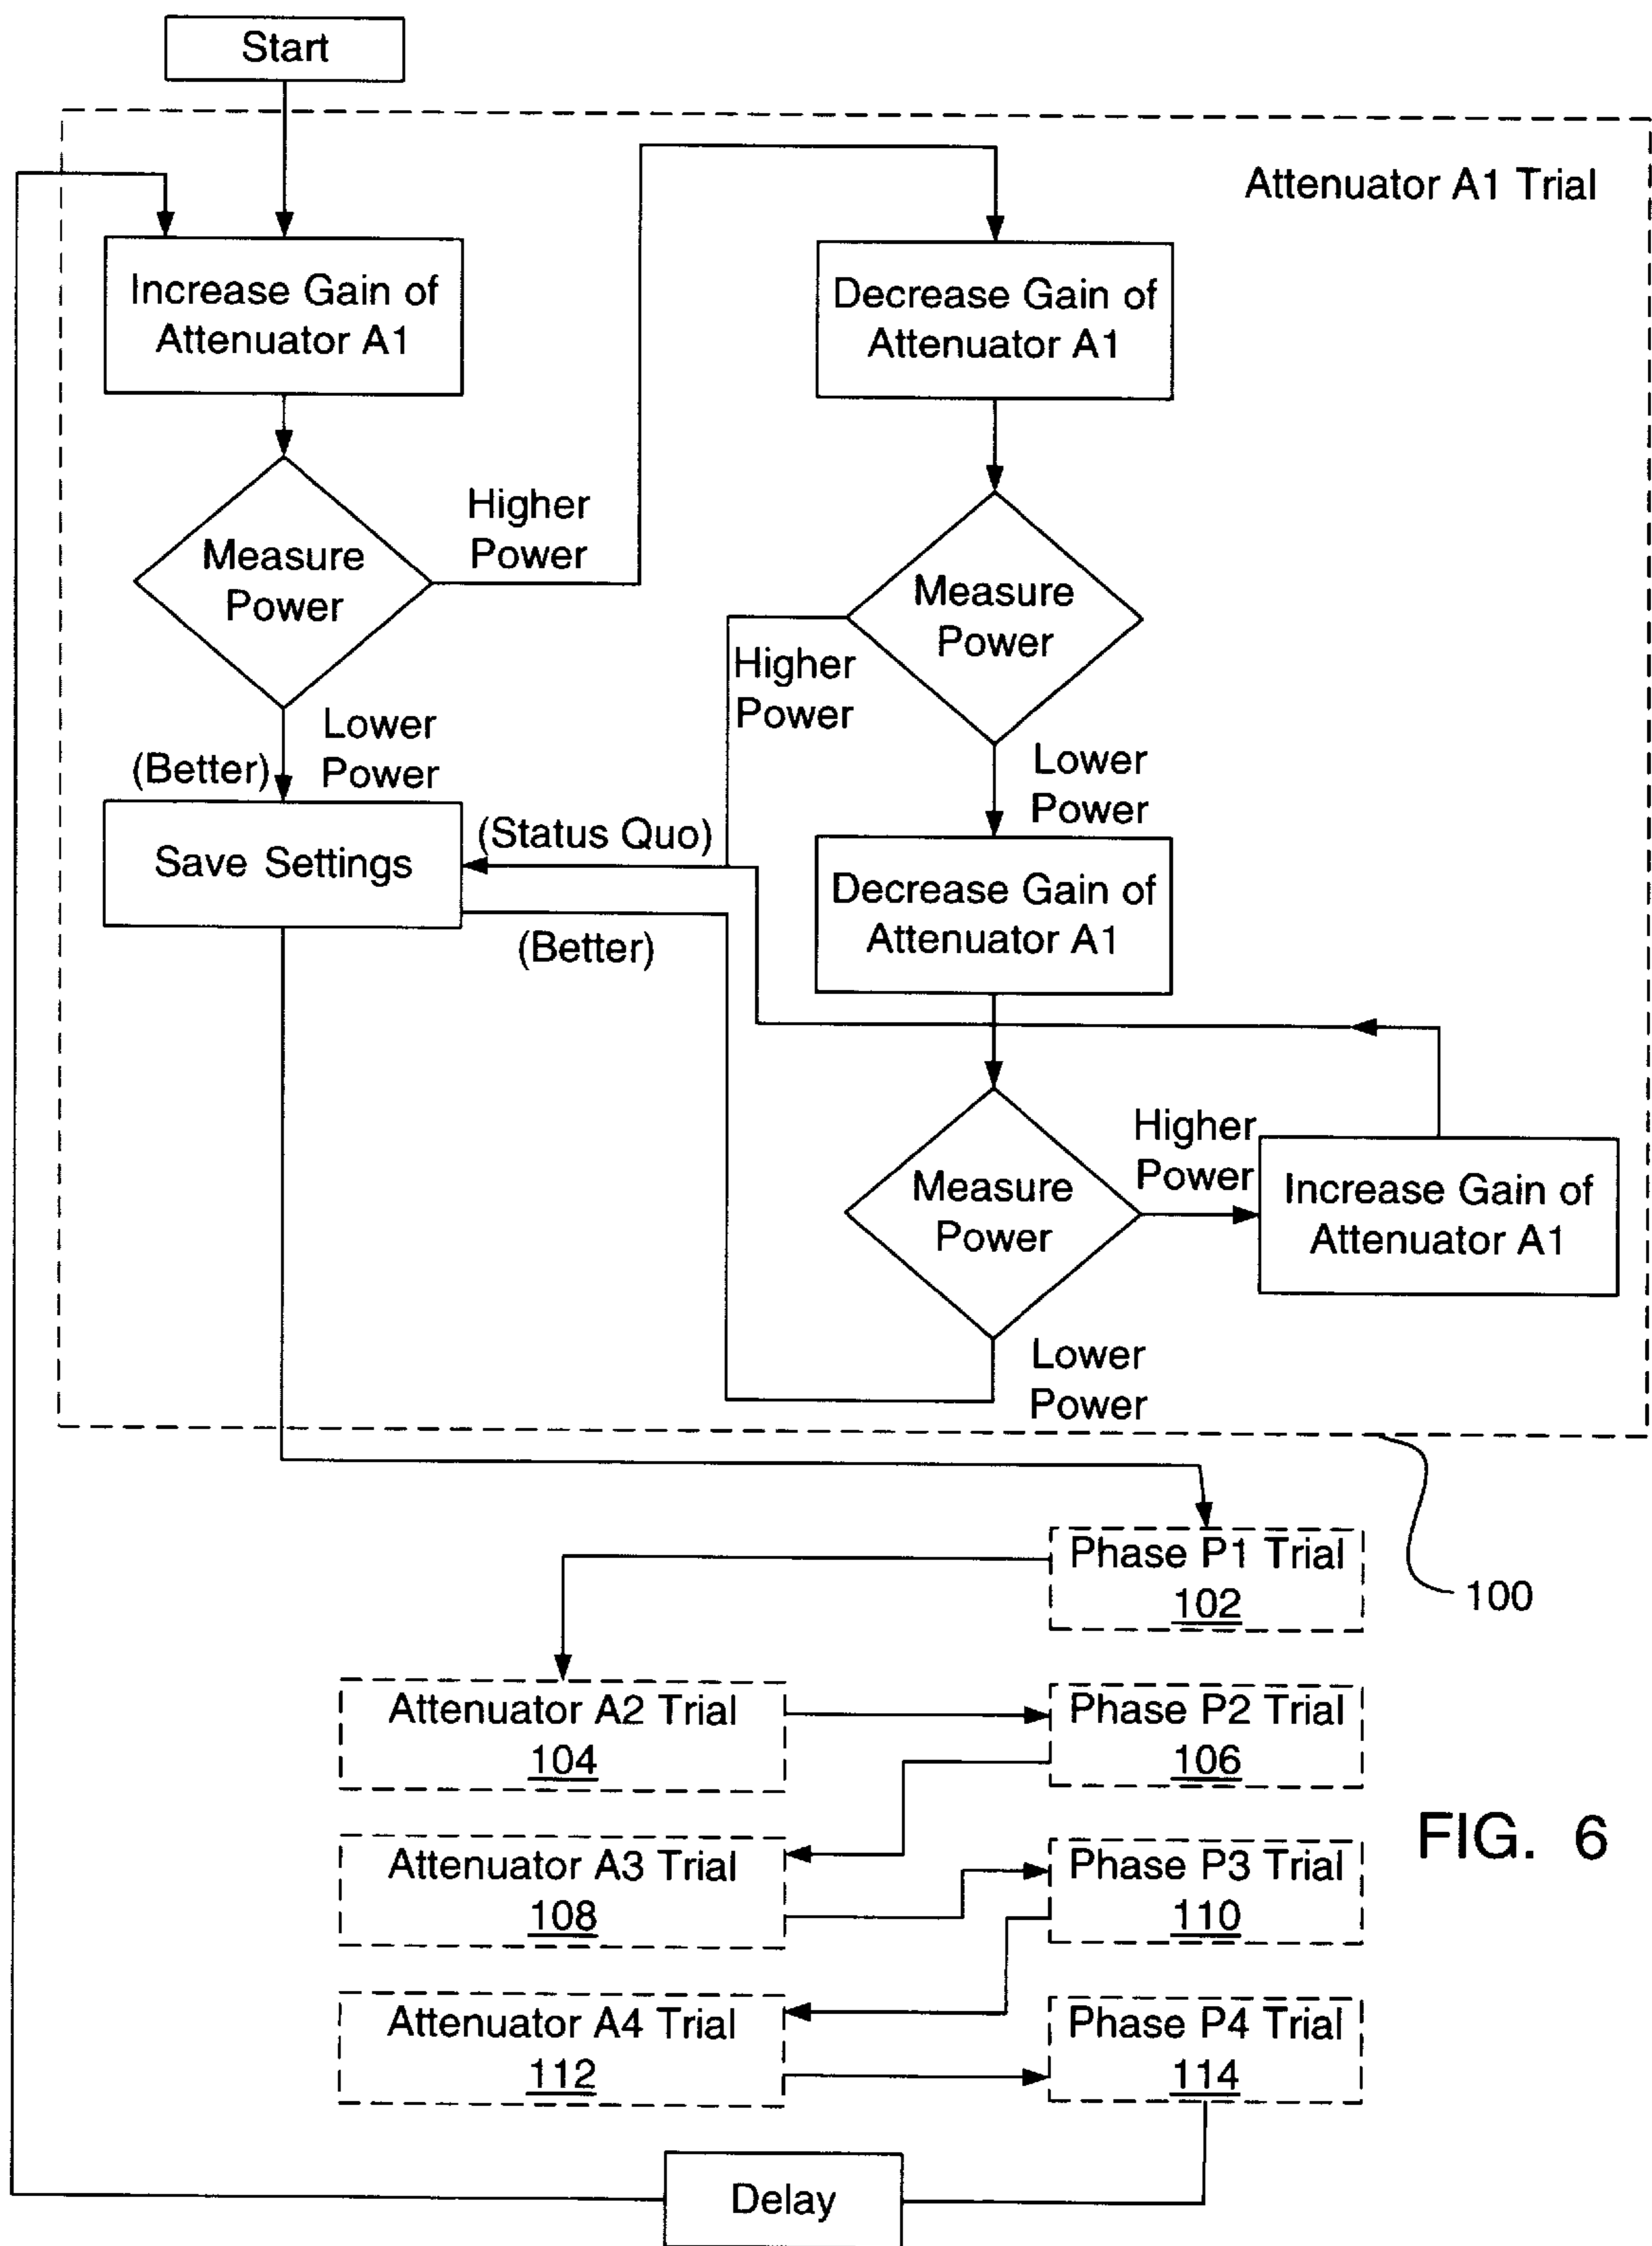 Start
Attenuator A1 Trial
Increase Gain of
Attenuator A1
Decrease Gain of
Attenuator A1
Measure
Power
Higher
Power
Measure
Power
Higher
Power
Lower
Power
(Better)
Lower
Power
Save Settings
(Status Quo)
(Better)
Decrease Gain of
Attenuator A1
Measure
Power
Higher
Power
Increase Gain of
Attenuator A1
Lower
Power
Phase P1 Trial
102
100
Attenuator A2 Trial
104
Phase P2 Trial
106
Attenuator A3 Trial
108
Phase P3 Trial
110
FIG. 6
Attenuator A4 Trial
112
Phase P4 Trial
114
Delay